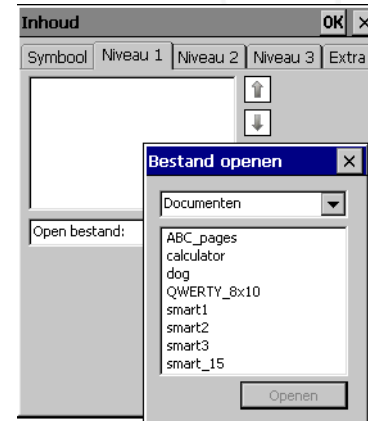 Inhoud OK
Symbool Niveau 1 Niveau 2 Niveau 3 Extra
Bestand openen
Documenten
Open bestand:
ABC_pages
calculator
dog
QWERTY_8x10
smart1
smart2
smart3
smart_15
Openen